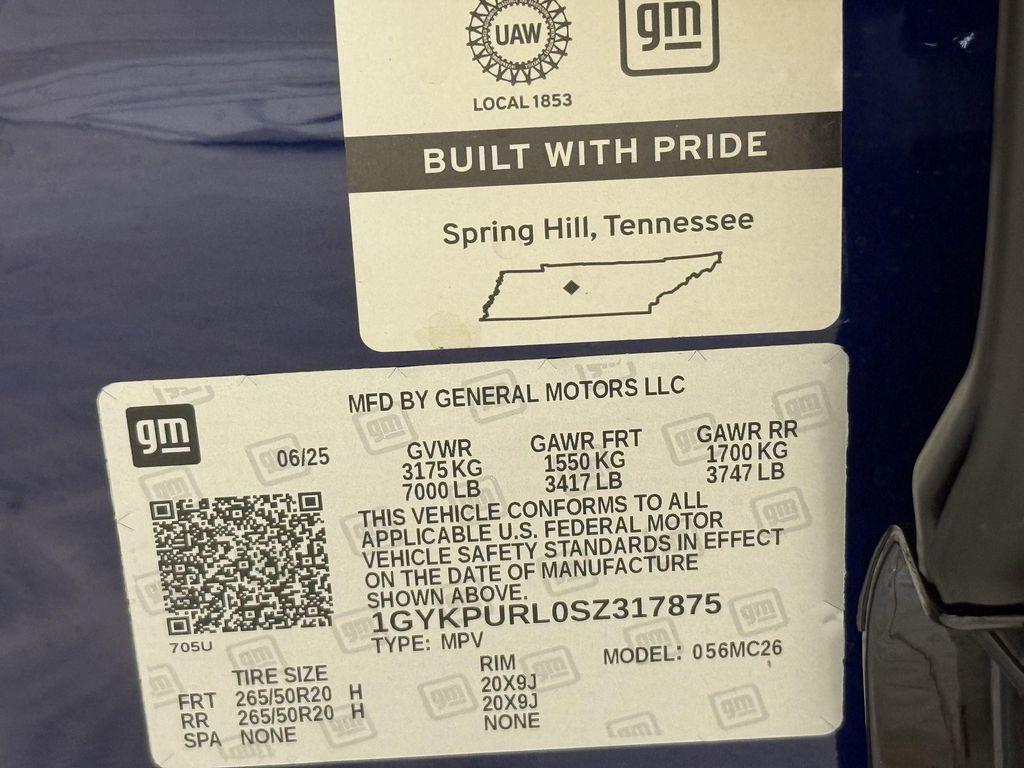 UAW
gm
LOCAL 1853
BUILT WITH PRIDE
Spring Hill, Tennessee
MFD BY GENERAL MOTORS LLC
gm
06/25
GVWR GAWR FRT GAWR RR
3175 KG 1550 KG 1700 KG
7000 LB 3417 LB 3747 LB
THIS VEHICLE CONFORMS TO ALL
APPLICABLE U.S. FEDERAL MOTOR
VEHICLE SAFETY STANDARDS IN EFFECT
ON THE DATE OF MANUFACTURE
SHOWN ABOVE.
1GYKPURL0SZ317875
705U
TYPE: MPV
MODEL: 056MC26
TIRE SIZE RIM
FRT 265/50R20 H 20X9J
RR 265/50R20 H 20X9J
SPA NONE NONE